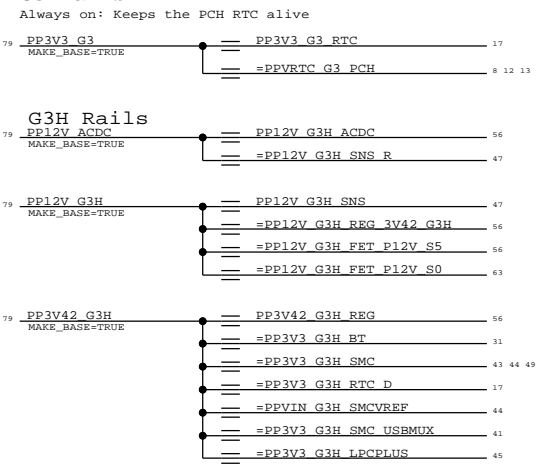 Always on: Keeps the PCH RTC alive
79 PP3V3_G3 PP3V3_G3_RTC 17
MAKE_BASE=TRUE
=PPVRTC_G3_PCH 8 12 13
G3H Rails
79 PP12V_ACDC PP12V_G3H_ACDC 56
MAKE_BASE=TRUE
=PP12V_G3H_SNS_R 47
79 PP12V_G3H PP12V_G3H_SNS 47
MAKE_BASE=TRUE
=PP12V_G3H_REG_3V42_G3H 56
=PP12V_G3H_FET_P12V_S5 56
=PP12V_G3H_FET_P12V_S0 63
79 PP3V42_G3H PP3V42_G3H_REG 56
MAKE_BASE=TRUE
=PP3V3_G3H_BT 31
=PP3V3_G3H_SMC 43 44 49
=PP3V3_G3H_RTC_D 17
=PPVIN_G3H_SMCVREF 44
=PP3V3_G3H_SMC_USBMUX 41
=PP3V3_G3H_LPCPLUS 45